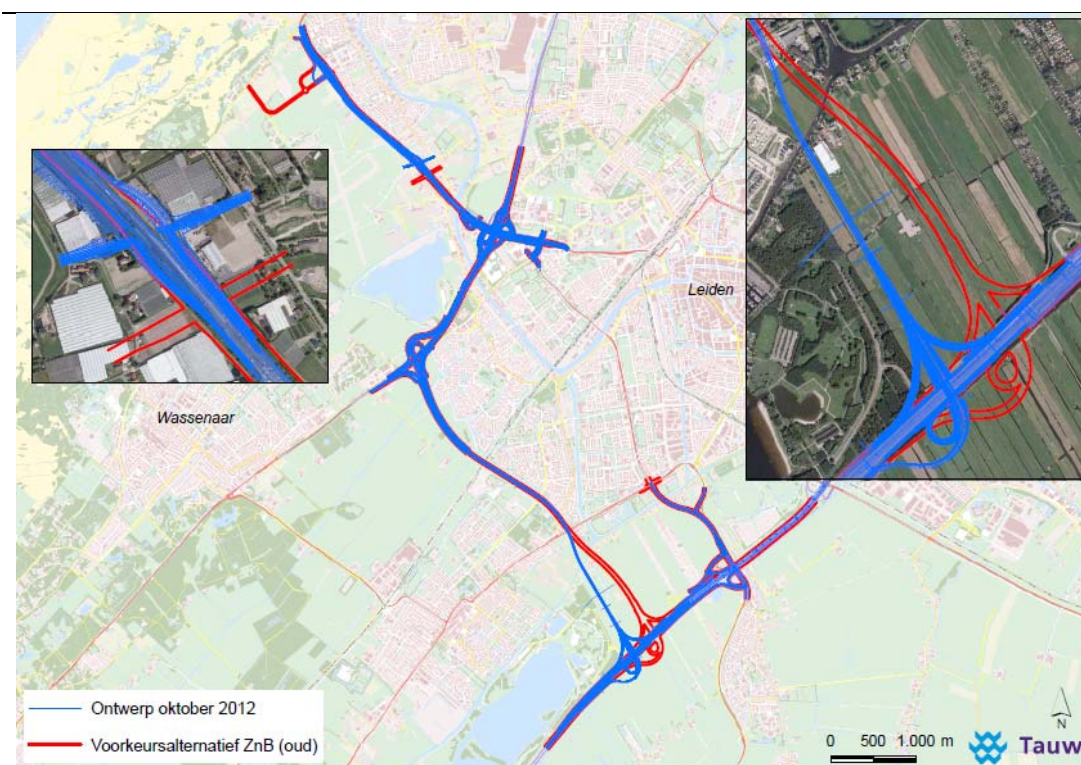 Leiden
Wassenaar
Ontwerp oktober 2012
Voorkeursalternatief ZnB (oud)
0 500 1.000 m
N
Tauw